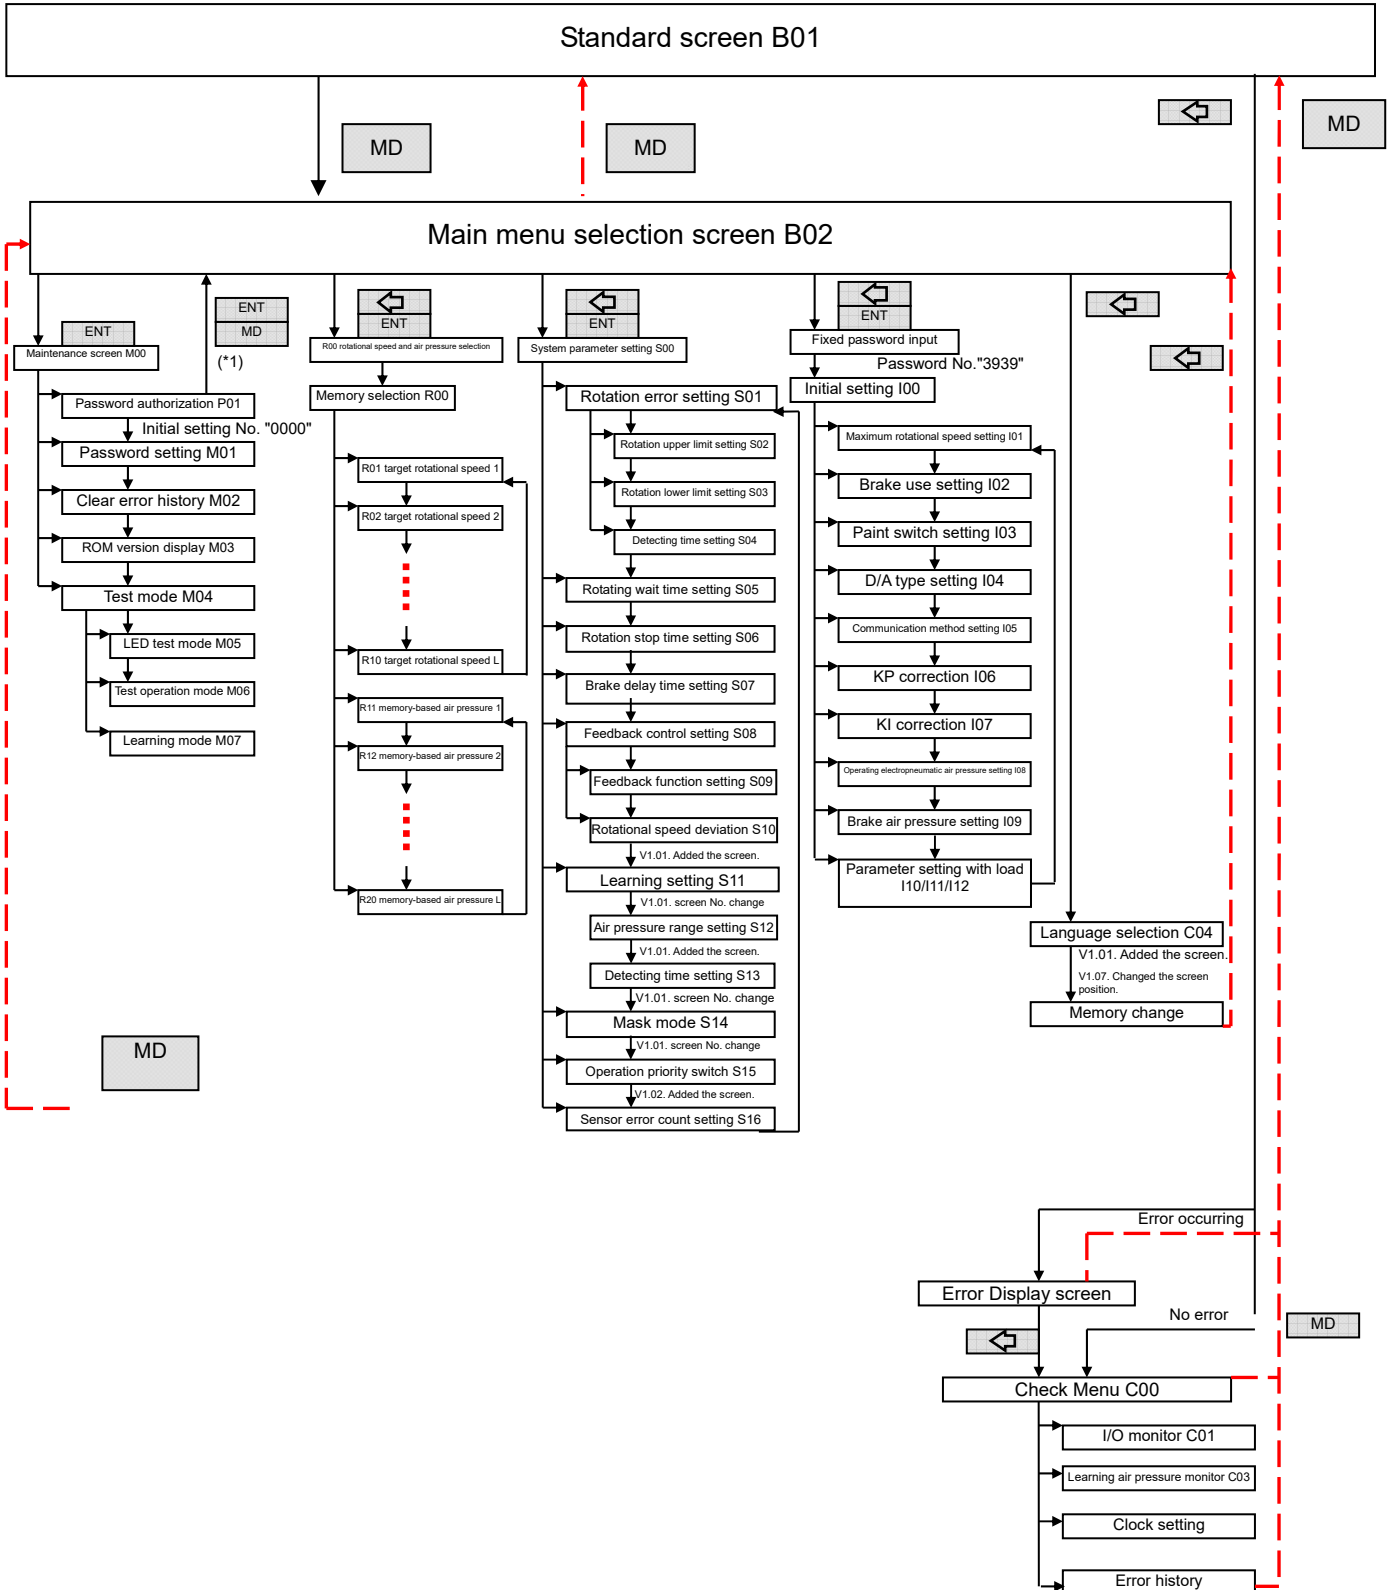 Standard screen B01
MD
MD
MD
Main menu selection screen B02
ENT
Maintenance screen M00
ENT
MD
(*1)
Password authorization P01
Initial setting No. "0000"
Password setting M01
Clear error history M02
ROM version display M03
Test mode M04
LED test mode M05
Test operation mode M06
Learning mode M07
MD
ENT
R00 rotational speed and air pressure selection
Memory selection R00
R01 target rotational speed 1
R02 target rotational speed 2
R10 target rotational speed L
R11 memory-based air pressure 1
R12 memory-based air pressure 2
R20 memory-based air pressure L
ENT
System parameter setting S00
Rotation error setting S01
Rotation upper limit setting S02
Rotation lower limit setting S03
Detecting time setting S04
Rotating wait time setting S05
Rotation stop time setting S06
Brake delay time setting S07
Feedback control setting S08
Feedback function setting S09
Rotational speed deviation S10
V1.01. Added the screen.
Learning setting S11
V1.01. screen No. change
Air pressure range setting S12
V1.01. Added the screen.
Detecting time setting S13
V1.01. screen No. change
Mask mode S14
V1.01. screen No. change
Operation priority switch S15
V1.02. Added the screen.
Sensor error count setting S16
ENT
Fixed password input
Password No."3939"
Initial setting I00
Maximum rotational speed setting I01
Brake use setting I02
Paint switch setting I03
D/A type setting I04
Communication method setting I05
KP correction I06
KI correction I07
Operating electropneumatic air pressure setting I08
Brake air pressure setting I09
Parameter setting with load
I10/I11/I12
Language selection C04
V1.01. Added the screen.
V1.07. Changed the screen
position.
Memory change
Error occurring
Error Display screen
No error
MD
Check Menu C00
I/O monitor C01
Learning air pressure monitor C03
Clock setting
Error history